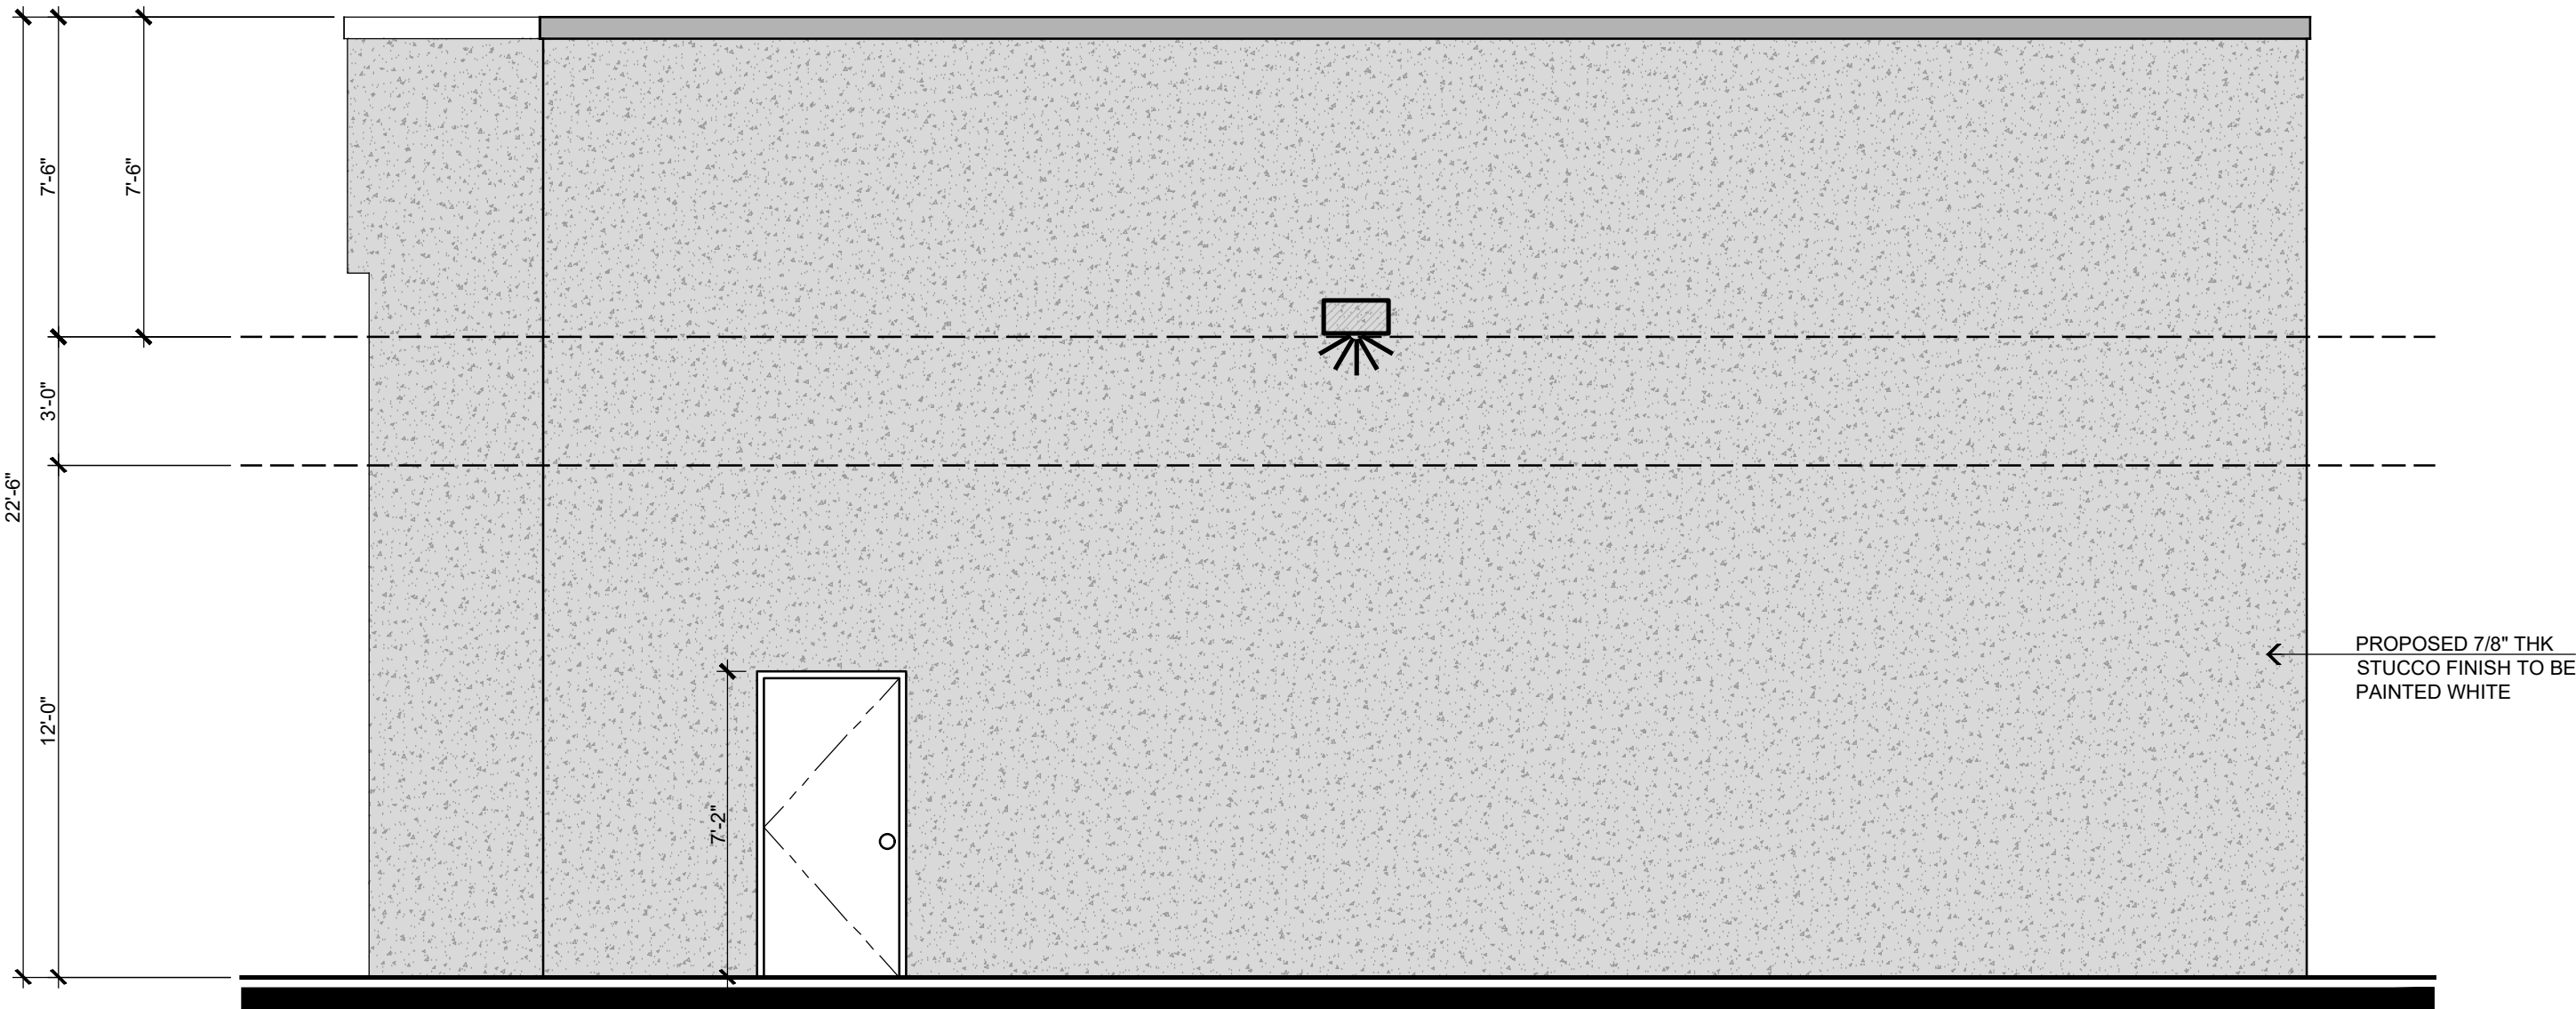 7'-6"
7'-6"
3'-0"
22'-6"
12'-0"
7'-2"
PROPOSED 7/8" THK
STUCCO FINISH TO BE
PAINTED WHITE